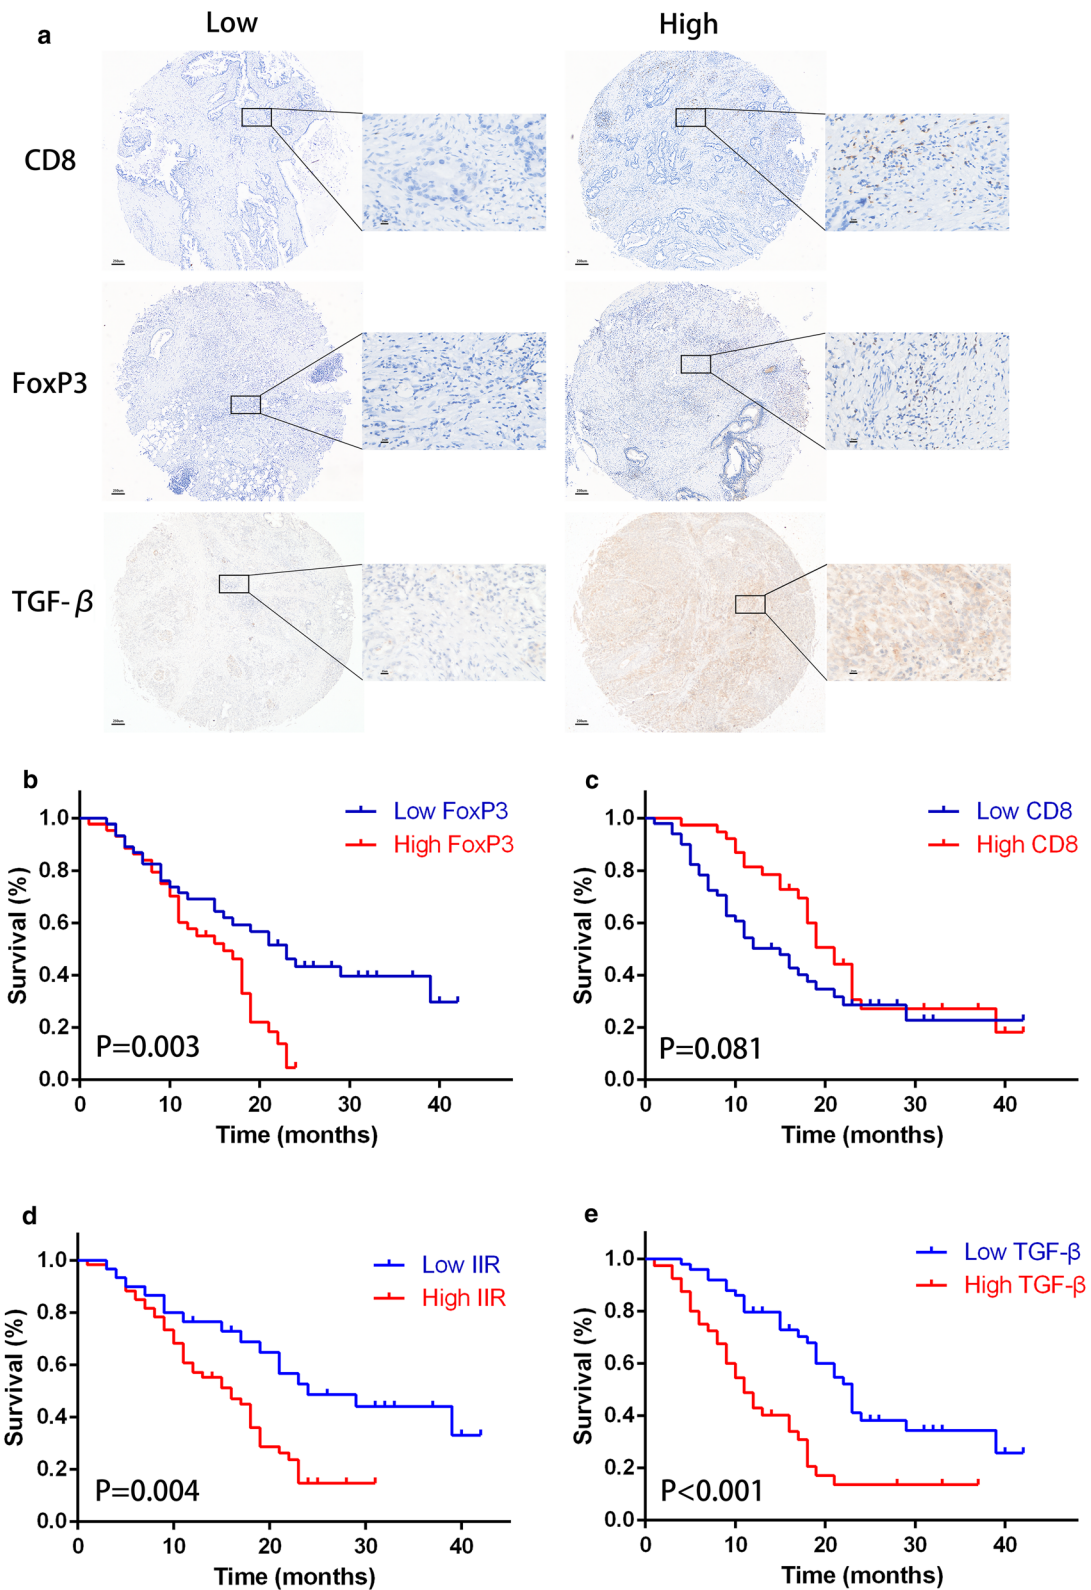 a
Low
High
CD8
FoxP3
TGF-β
b
Low FoxP3
High FoxP3
1.0
0.8
0.6
0.4
0.2
0.0
Survival (%)
P=0.003
0 10 20 30 40
Time (months)
c
Low CD8
High CD8
1.0
0.8
0.6
0.4
0.2
0.0
Survival (%)
P=0.081
0 10 20 30 40
Time (months)
d
Low IIR
High IIR
1.0
0.8
0.6
0.4
0.2
0.0
Survival (%)
P=0.004
0 10 20 30 40
Time (months)
e
Low TGF-β
High TGF-β
1.0
0.8
0.6
0.4
0.2
0.0
Survival (%)
P<0.001
0 10 20 30 40
Time (months)